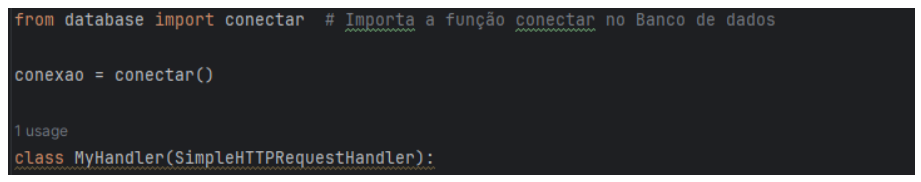 from database import conectar  # Importa a função conectar no Banco de dados
conexao = conectar()
1 usage
class MyHandler(SimpleHTTPRequestHandler):